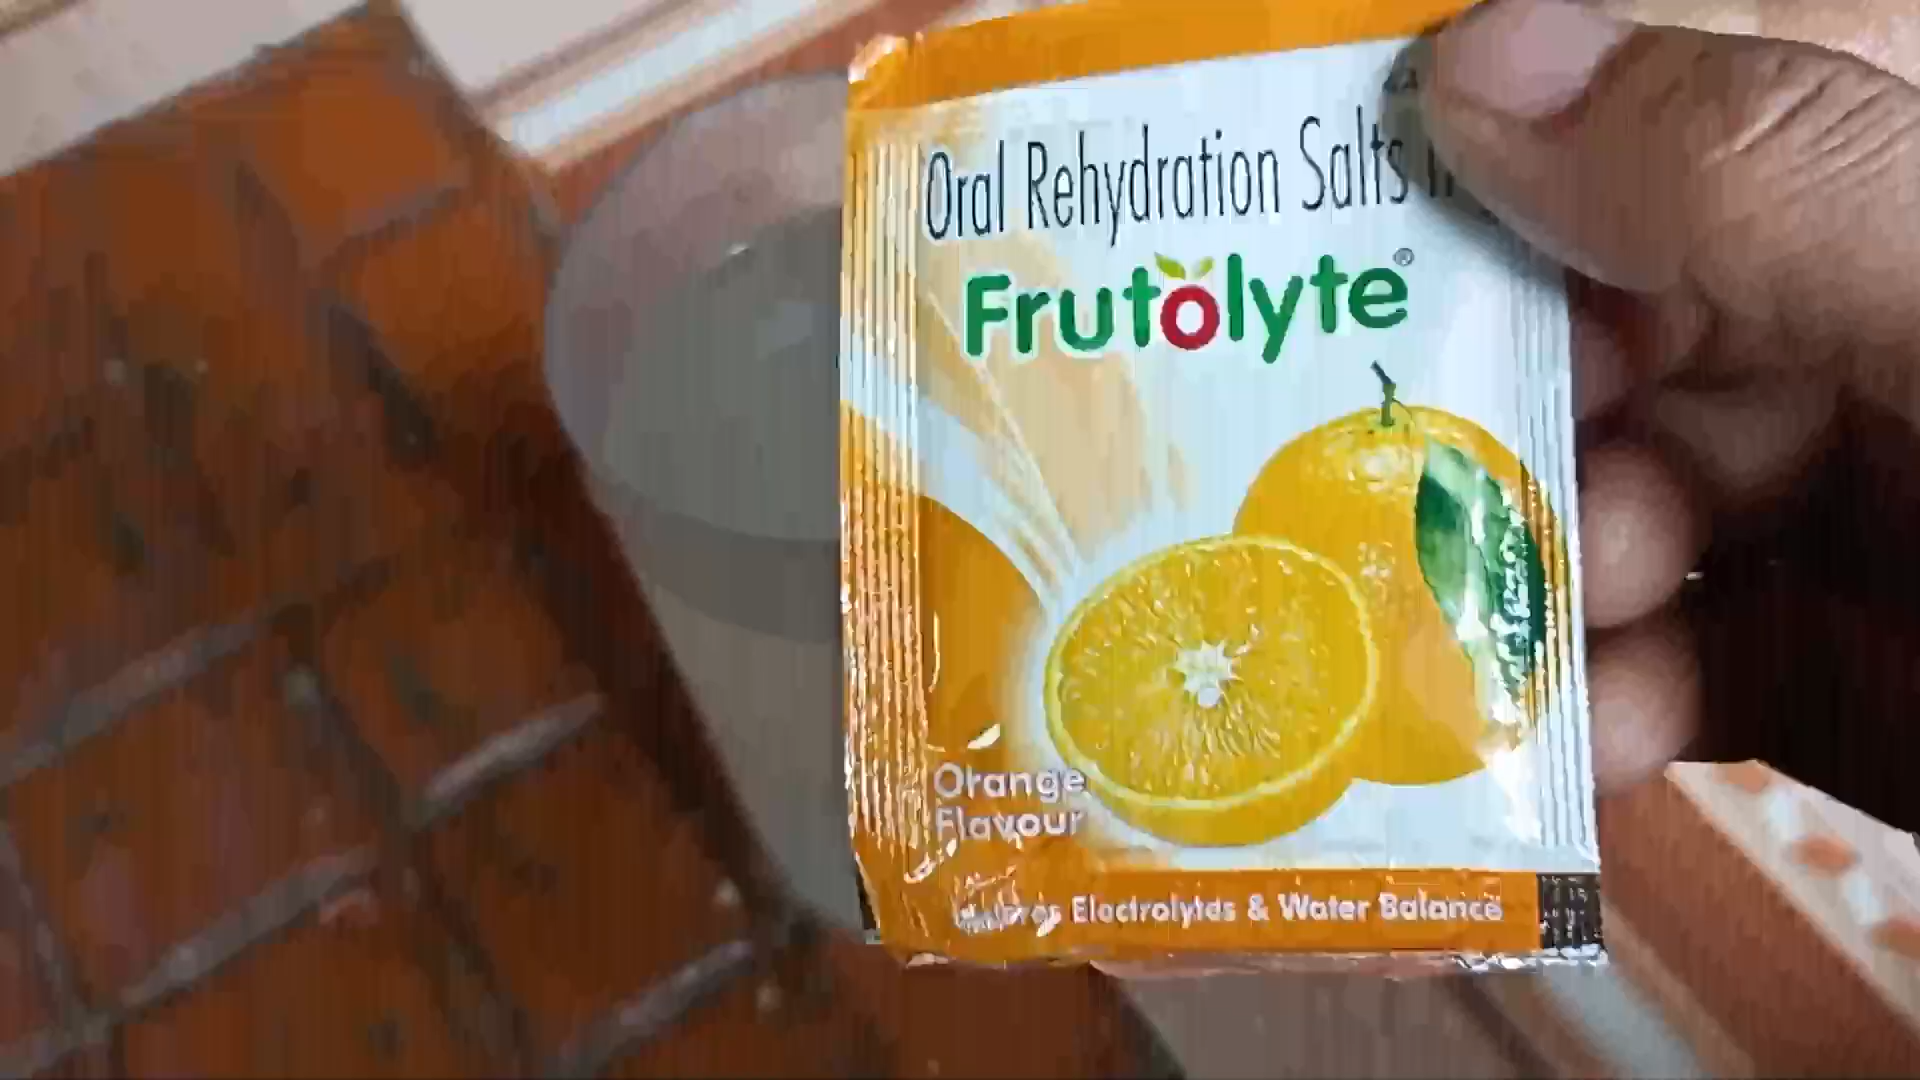 Oral Rehydration Salts
Frutolyte®
Orange
Flavour
Electrolytes & Water Balance